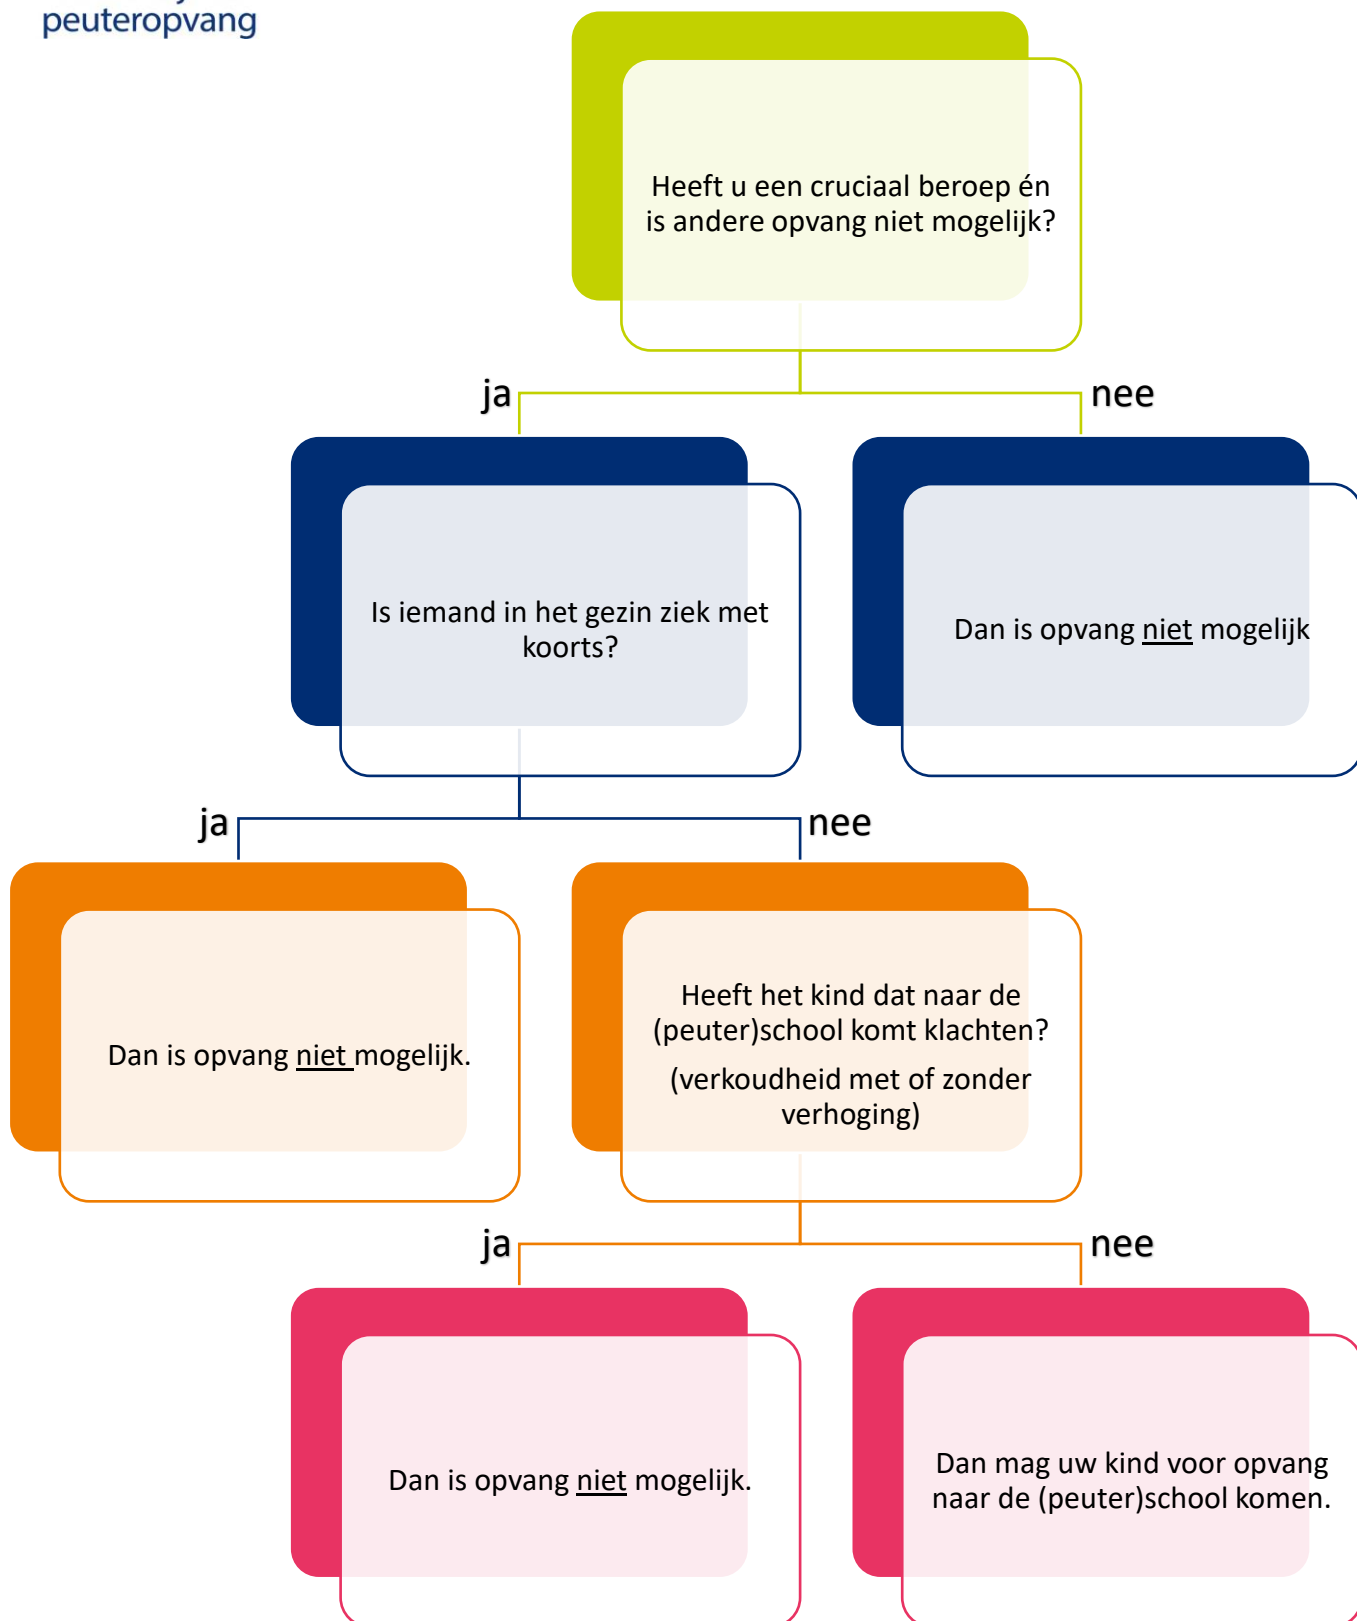 peuteropvang
Heeft u een cruciaal beroep én
is andere opvang niet mogelijk?
ja
nee
Is iemand in het gezin ziek met
koorts?
Dan is opvang niet mogelijk
ja
nee
Dan is opvang niet mogelijk.
Heeft het kind dat naar de
(peuter)school komt klachten?
(verkoudheid met of zonder
verhoging)
ja
nee
Dan is opvang niet mogelijk.
Dan mag uw kind voor opvang
naar de (peuter)school komen.